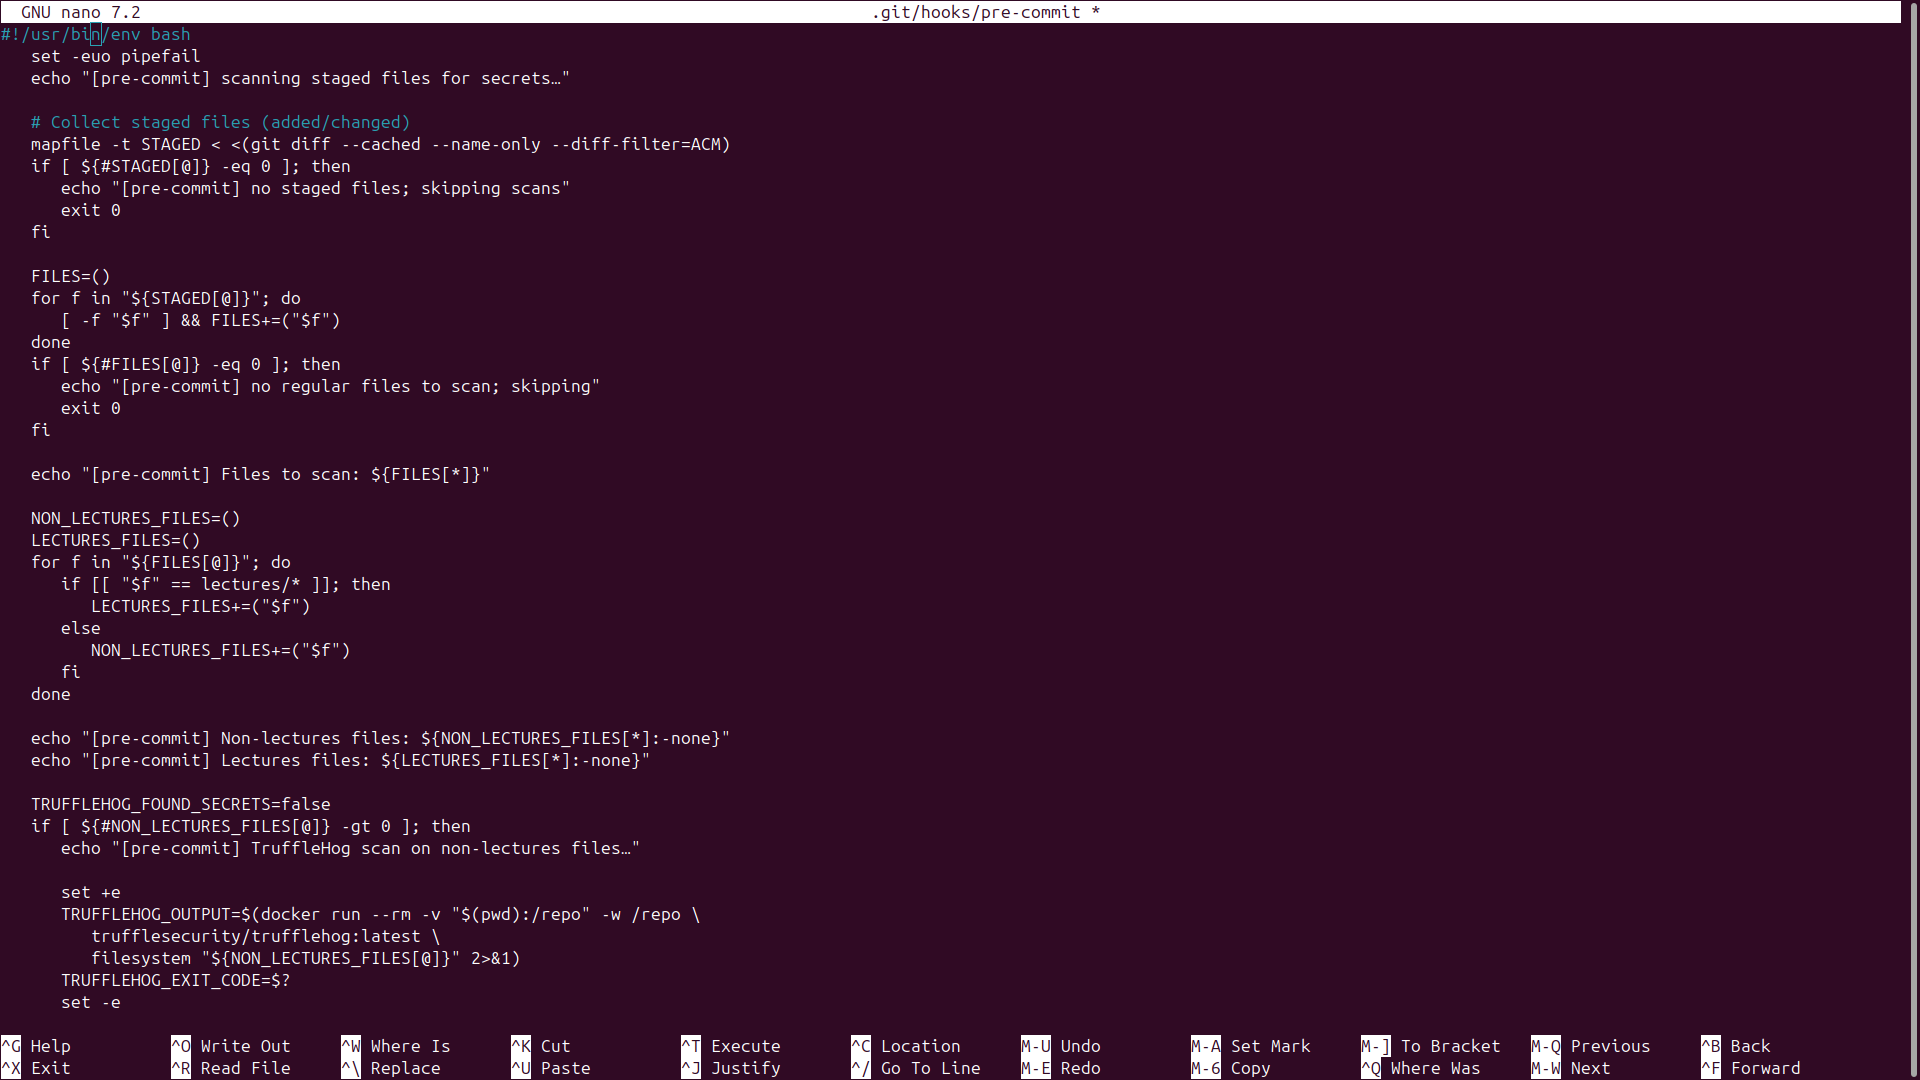 GNU nano 7.2 .git/hooks/pre-commit *
#!/usr/bin/env bash
   set -euo pipefail
   echo "[pre-commit] scanning staged files for secrets…"

   # Collect staged files (added/changed)
   mapfile -t STAGED < <(git diff --cached --name-only --diff-filter=ACM)
   if [ ${#STAGED[@]} -eq 0 ]; then
      echo "[pre-commit] no staged files; skipping scans"
      exit 0
   fi

   FILES=()
   for f in "${STAGED[@]}"; do
      [ -f "$f" ] && FILES+=("$f")
   done
   if [ ${#FILES[@]} -eq 0 ]; then
      echo "[pre-commit] no regular files to scan; skipping"
      exit 0
   fi

   echo "[pre-commit] Files to scan: ${FILES[*]}"

   NON_LECTURES_FILES=()
   LECTURES_FILES=()
   for f in "${FILES[@]}"; do
      if [[ "$f" == lectures/* ]]; then
         LECTURES_FILES+=("$f")
      else
         NON_LECTURES_FILES+=("$f")
      fi
   done

   echo "[pre-commit] Non-lectures files: ${NON_LECTURES_FILES[*]:-none}"
   echo "[pre-commit] Lectures files: ${LECTURES_FILES[*]:-none}"

   TRUFFLEHOG_FOUND_SECRETS=false
   if [ ${#NON_LECTURES_FILES[@]} -gt 0 ]; then
      echo "[pre-commit] TruffleHog scan on non-lectures files…"

      set +e
      TRUFFLEHOG_OUTPUT=$(docker run --rm -v "$(pwd):/repo" -w /repo \
         trufflesecurity/trufflehog:latest \
         filesystem "${NON_LECTURES_FILES[@]}" 2>&1)
      TRUFFLEHOG_EXIT_CODE=$?
      set -e

^G Help ^O Write Out ^W Where Is ^K Cut ^T Execute ^C Location M-U Undo M-A Set Mark M-] To Bracket M-Q Previous ^B Back
^X Exit ^R Read File ^\ Replace ^U Paste ^J Justify ^/ Go To Line M-E Redo M-6 Copy ^Q Where Was M-W Next ^F Forward